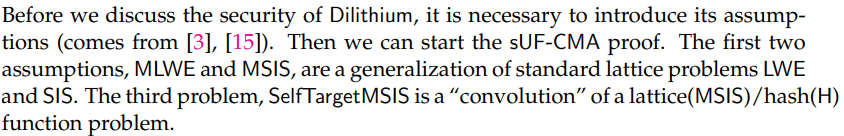 Before we discuss the security of Dilithium, it is necessary to introduce its assump-
tions (comes from [3], [15]). Then we can start the sUF-CMA proof. The first two
assumptions, MLWE and MSIS, are a generalization of standard lattice problems LWE
and SIS. The third problem, SelfTargetMSIS is a “convolution” of a lattice(MSIS)/hash(H)
function problem.